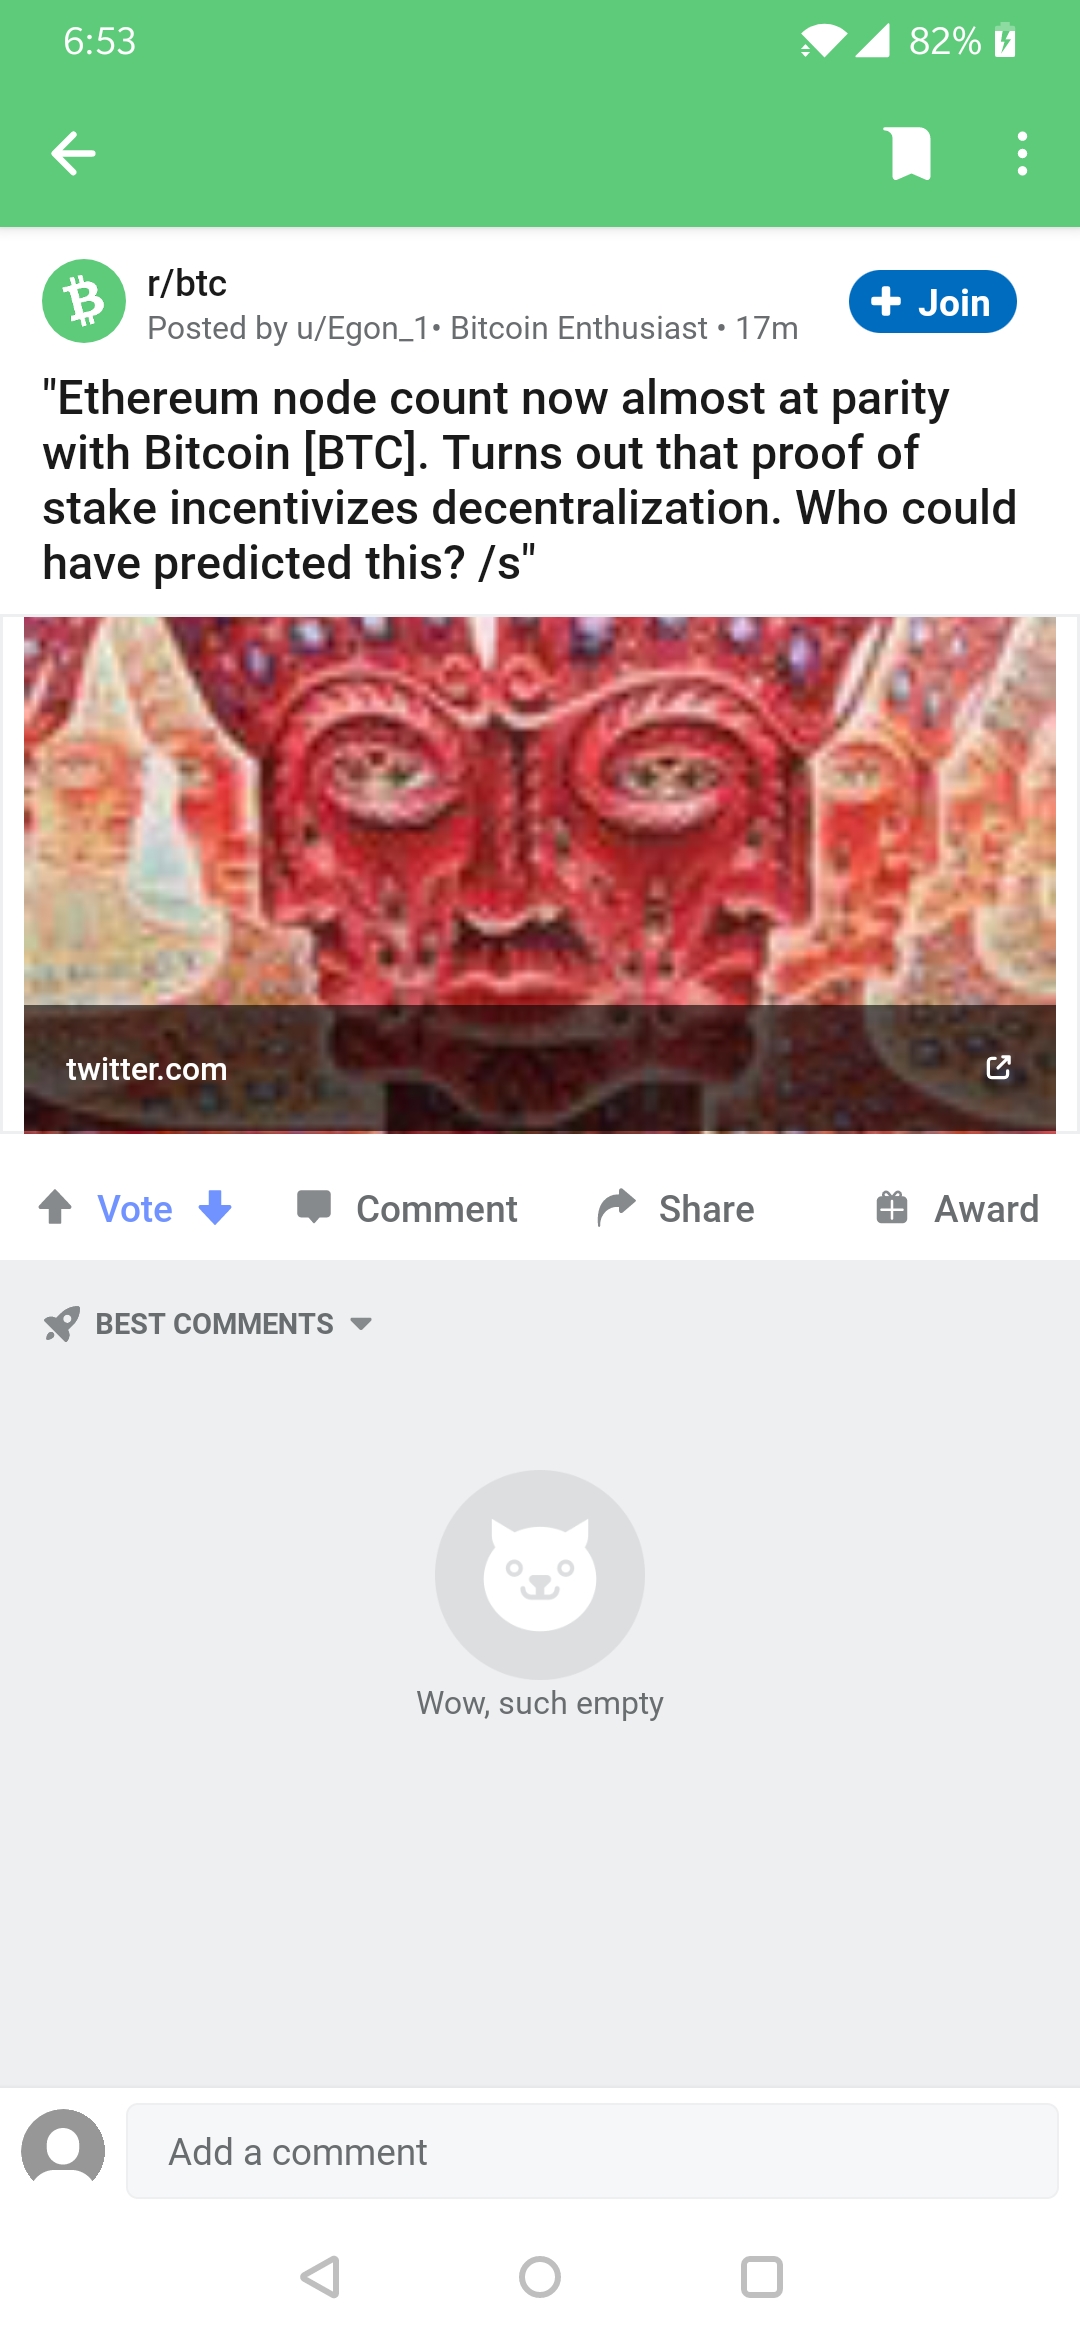 6:53
82%
r/btc
Posted by u/Egon_1• Bitcoin Enthusiast • 17m
Join
"Ethereum node count now almost at parity
with Bitcoin [BTC]. Turns out that proof of
stake incentivizes decentralization. Who could
have predicted this? /s"
twitter.com
Vote
Comment
Share
Award
BEST COMMENTS
Wow, such empty
Add a comment